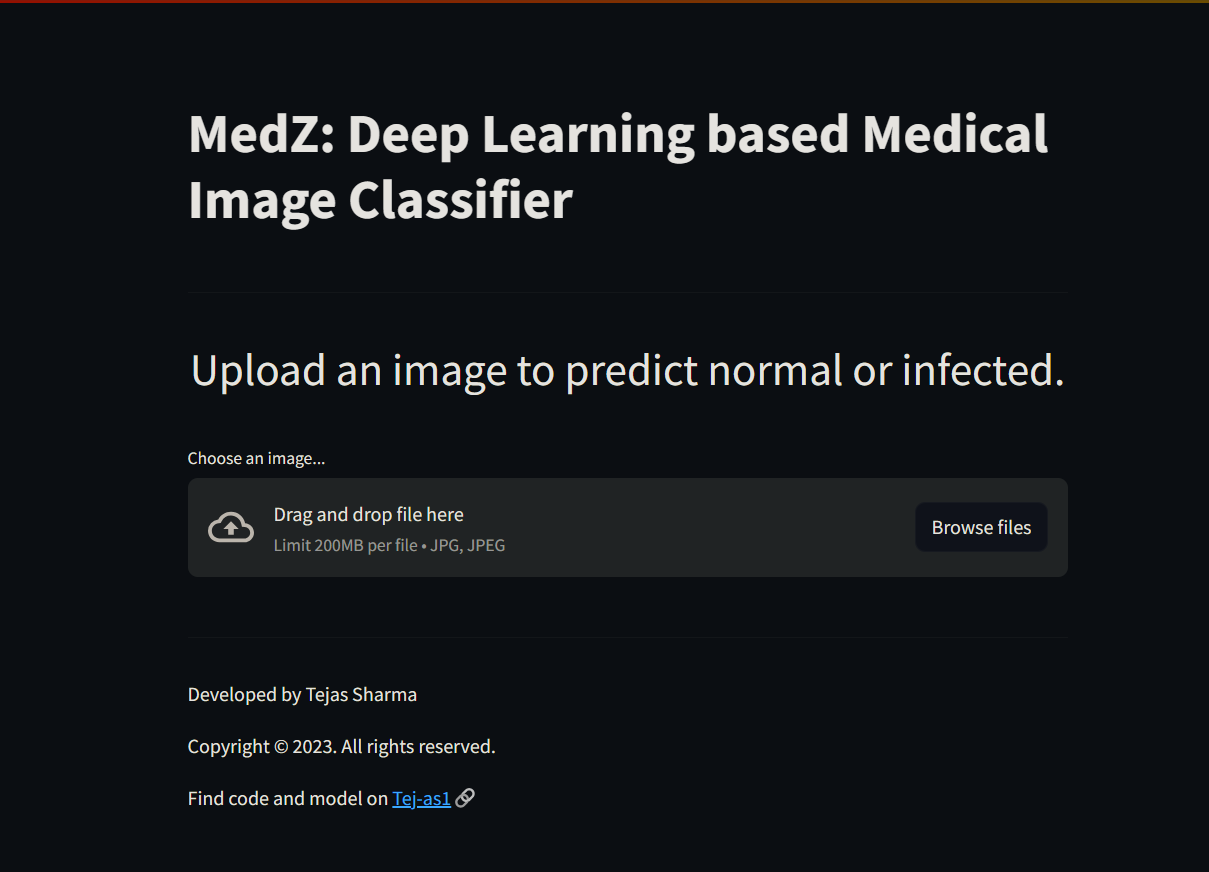 MedZ: Deep Learning based Medical
Image Classifier
Upload an image to predict normal or infected.
Choose an image...
Drag and drop file here
Limit 200MB per file • JPG, JPEG
Browse files
Developed by Tejas Sharma
Copyright © 2023. All rights reserved.
Find code and model on Tej-as1 🔗